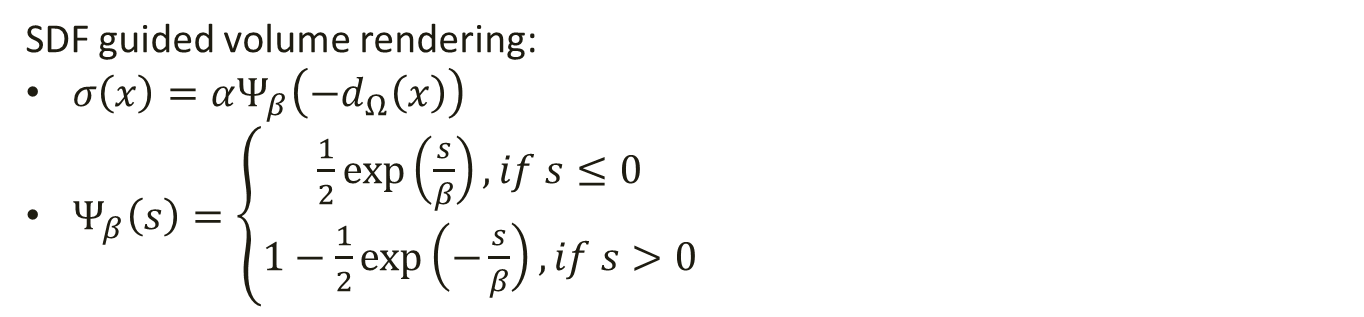 SDF guided volume rendering:
• σ(x) = αΨ_β(−d_Ω(x))
• Ψ_β(s) = { 1/2 exp(s/β), if s ≤ 0
1 − 1/2 exp(−s/β), if s > 0